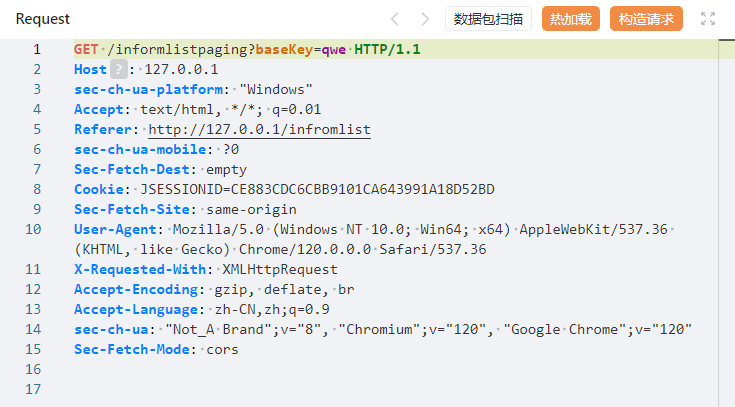 Request 数据包扫描 热加载 构造请求
1 GET /informlistpaging?baseKey=qwe HTTP/1.1
2 Host ? : 127.0.0.1
3 sec-ch-ua-platform: "Windows"
4 Accept: text/html, */*; q=0.01
5 Referer: http://127.0.0.1/infromlist
6 sec-ch-ua-mobile: ?0
7 Sec-Fetch-Dest: empty
8 Cookie: JSESSIONID=CE883CDC6CBB9101CA643991A18D52BD
9 Sec-Fetch-Site: same-origin
10 User-Agent: Mozilla/5.0 (Windows NT 10.0; Win64; x64) AppleWebKit/537.36
(KHTML, like Gecko) Chrome/120.0.0.0 Safari/537.36
11 X-Requested-With: XMLHttpRequest
12 Accept-Encoding: gzip, deflate, br
13 Accept-Language: zh-CN,zh;q=0.9
14 sec-ch-ua: "Not_A Brand";v="8", "Chromium";v="120", "Google Chrome";v="120"
15 Sec-Fetch-Mode: cors
16
17